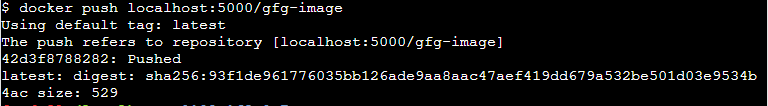 $ docker push localhost:5000/gfg-image
Using default tag: latest
The push refers to repository [localhost:5000/gfg-image]
42d3f8788282: Pushed
latest: digest: sha256:93f1de961776035bb126ade9aa8aac47aef419dd679a532be501d03e9534b
4ac size: 529